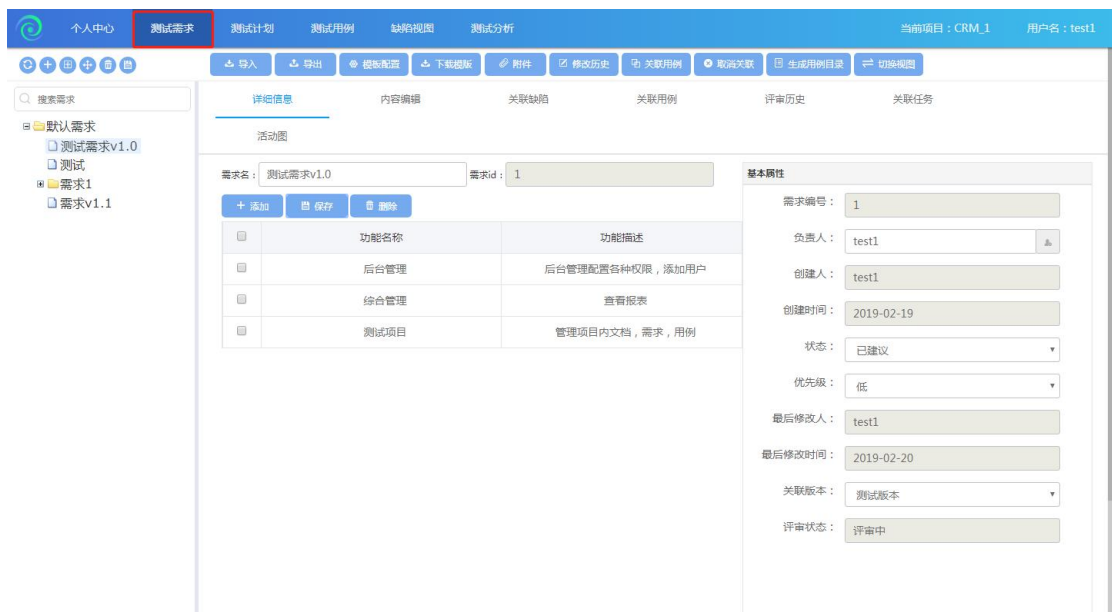 个人中心 测试需求 测试计划 测试用例 缺陷视图 测试分析 当前项目：CRM_1 用户名：test1
导入 导出 模板配置 下载模版 附件 修改历史 关联用例 取消关联 生成用例目录 切换视图
搜索需求
默认需求
测试需求v1.0
测试
需求1
需求v1.1
详细信息 内容编辑 关联缺陷 关联用例 评审历史 关联任务
活动图
需求名： 测试需求v1.0 需求id： 1
添加 保存 删除
功能名称 功能描述
后台管理 后台管理配置各种权限，添加用户
综合管理 查看报表
测试项目 管理项目内文档，需求，用例
基本属性
需求编号： 1
负责人： test1
创建人： test1
创建时间： 2019-02-19
状态： 已建议
优先级： 低
最后修改人： test1
最后修改时间： 2019-02-20
关联版本： 测试版本
评审状态： 评审中